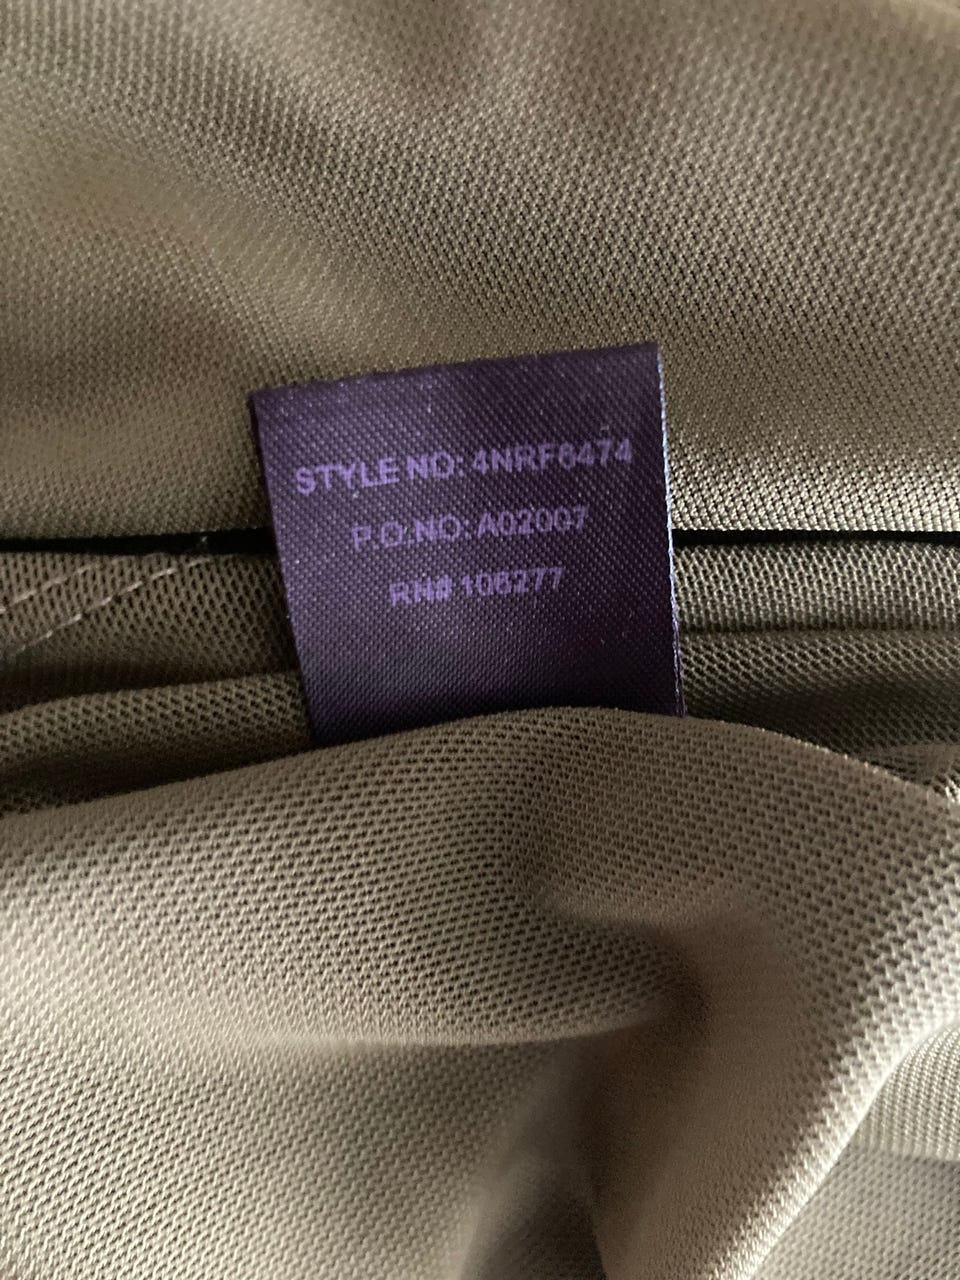 STYLE NO: 4NRF6474
P.O.NO: A02007
RN# 106277